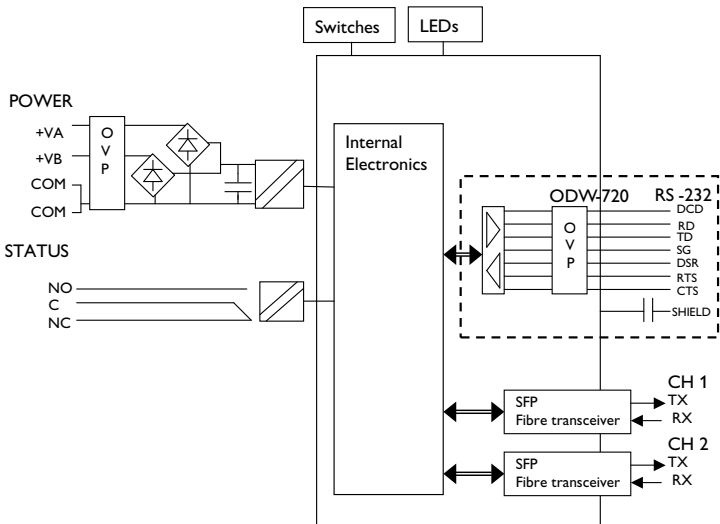 Switches
LEDs
POWER
+VA
+VB
COM
COM
O
V
P
Internal
Electronics
STATUS
NO
C
NC
ODW-720
RS -232
O
V
P
DCD
RD
TD
SG
DSR
RTS
CTS
SHIELD
SFP
Fibre transceiver
CH 1
TX
RX
SFP
Fibre transceiver
CH 2
TX
RX